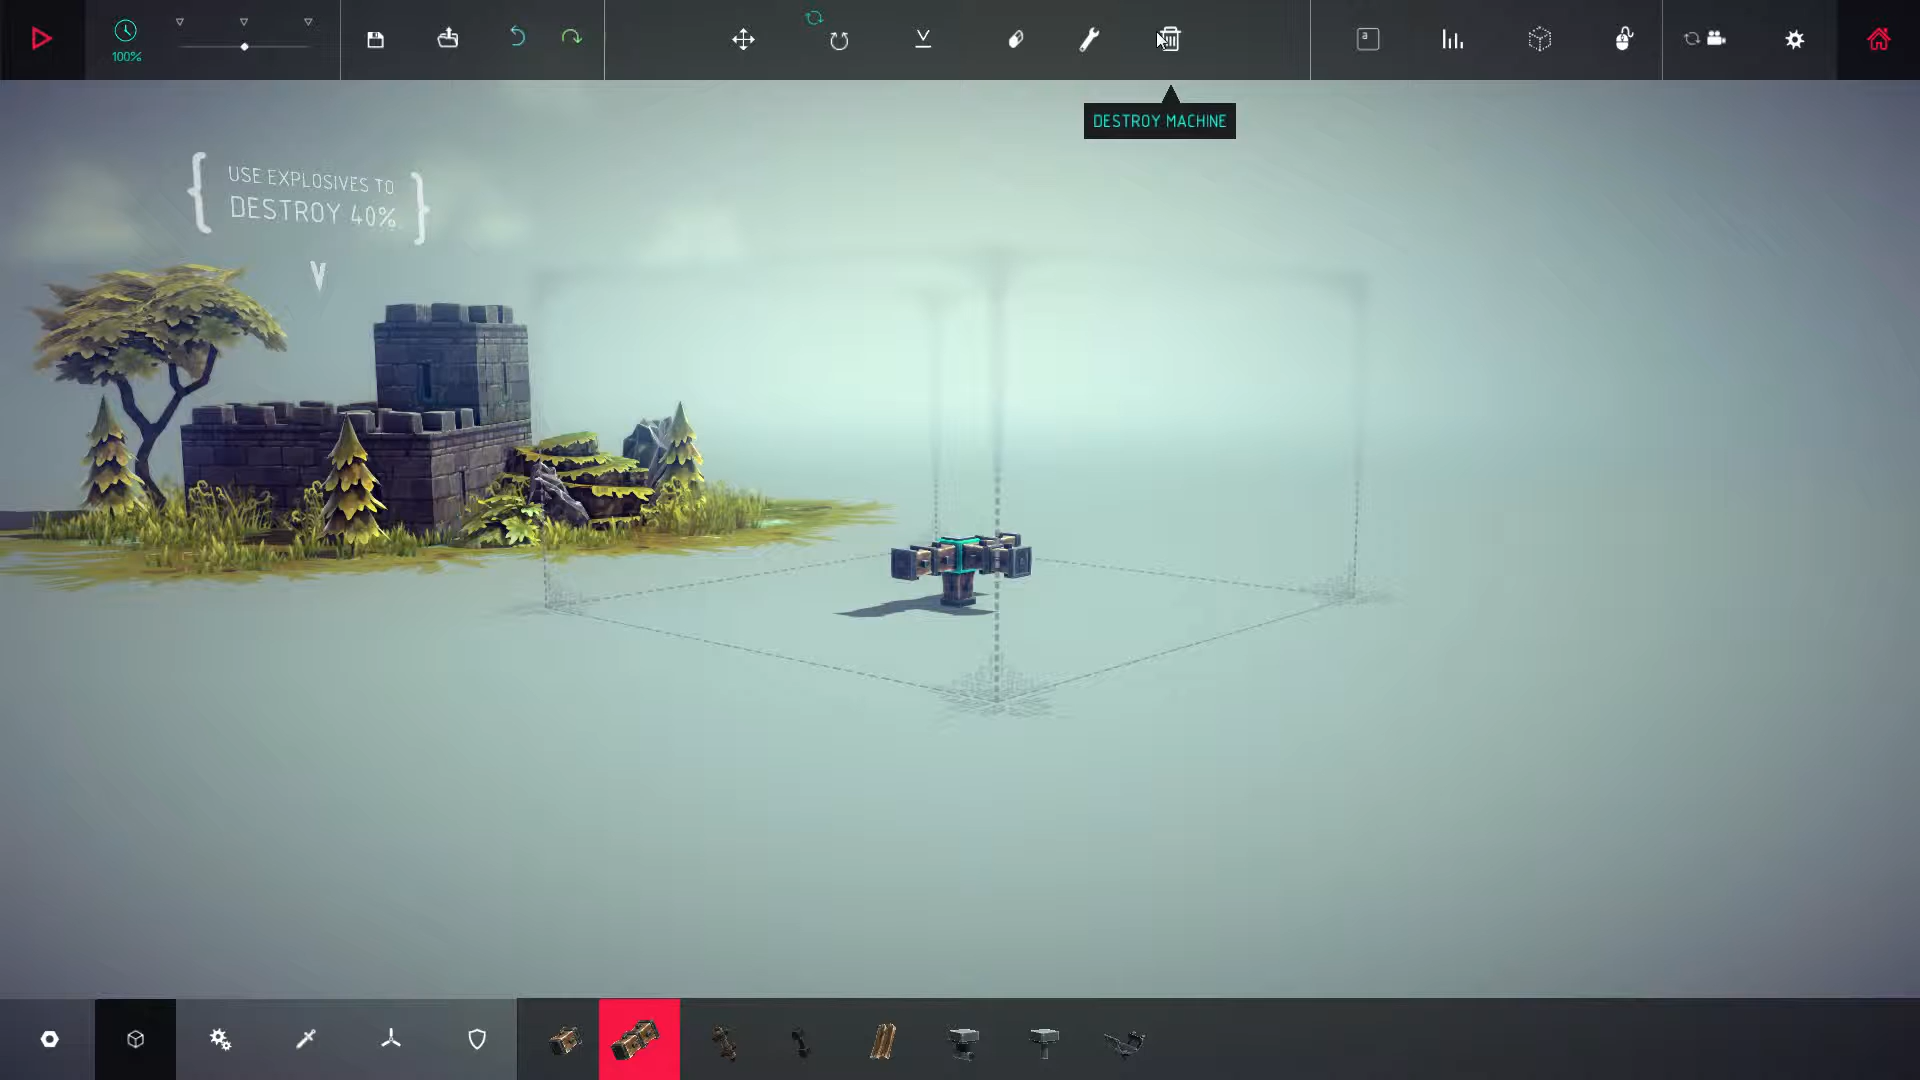 100%
a
DESTROY MACHINE
USE EXPLOSIVES TO
DESTROY 40%